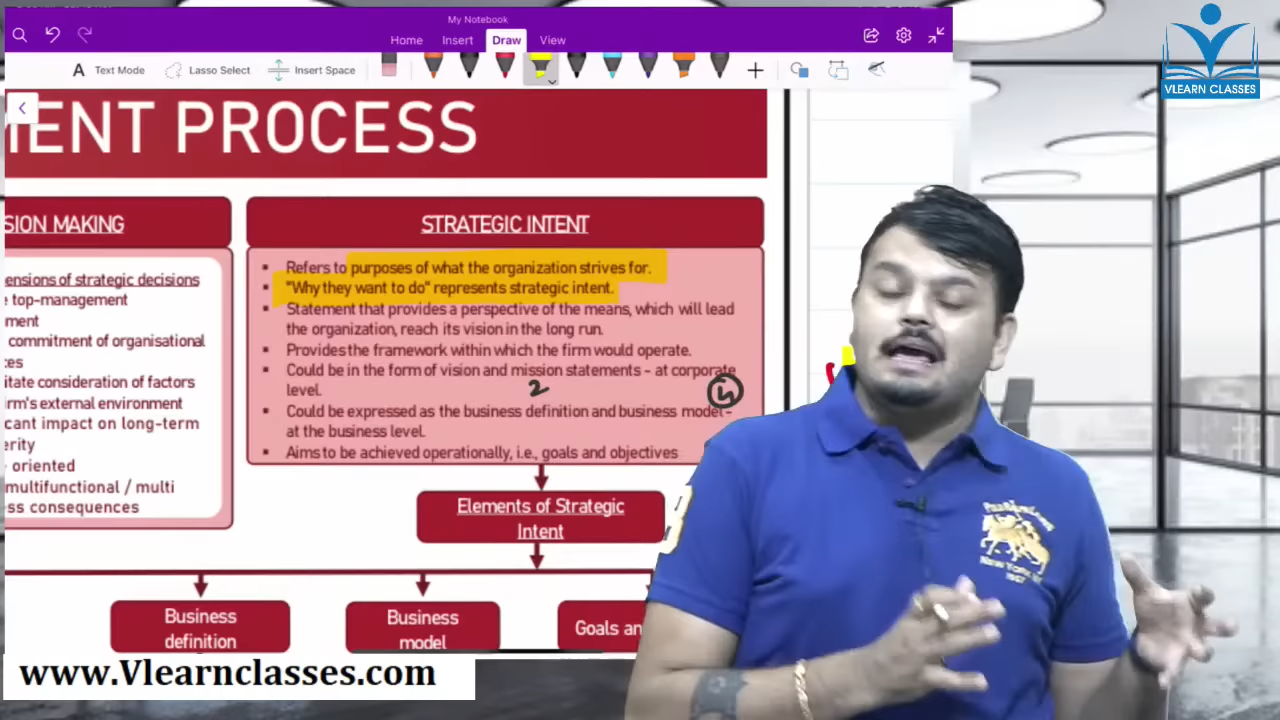 My Notebook
Home Insert Draw View
Text Mode Lasso Select Insert Space
VLEARN CLASSES
PROCESS
SION MAKING
ensions of strategic decisions
top-management
ment
commitment of organisational
ces
itate consideration of factors
irm's external environment
cant impact on long-term
erity
oriented
multifunctional / multi
ss consequences
STRATEGIC INTENT
▪ Refers to purposes of what the organization strives for.
▪ "Why they want to do" represents strategic intent.
▪ Statement that provides a perspective of the means, which will lead
the organization, reach its vision in the long run.
▪ Provides the framework within which the firm would operate.
▪ Could be in the form of vision and mission statements - at corporate
level.
2
▪ Could be expressed as the business definition and business model -
at the business level.
▪ Aims to be achieved operationally, i.e., goals and objectives
Elements of Strategic
Intent
Business
definition
Business
model
Goals an
www.Vlearnclasses.com